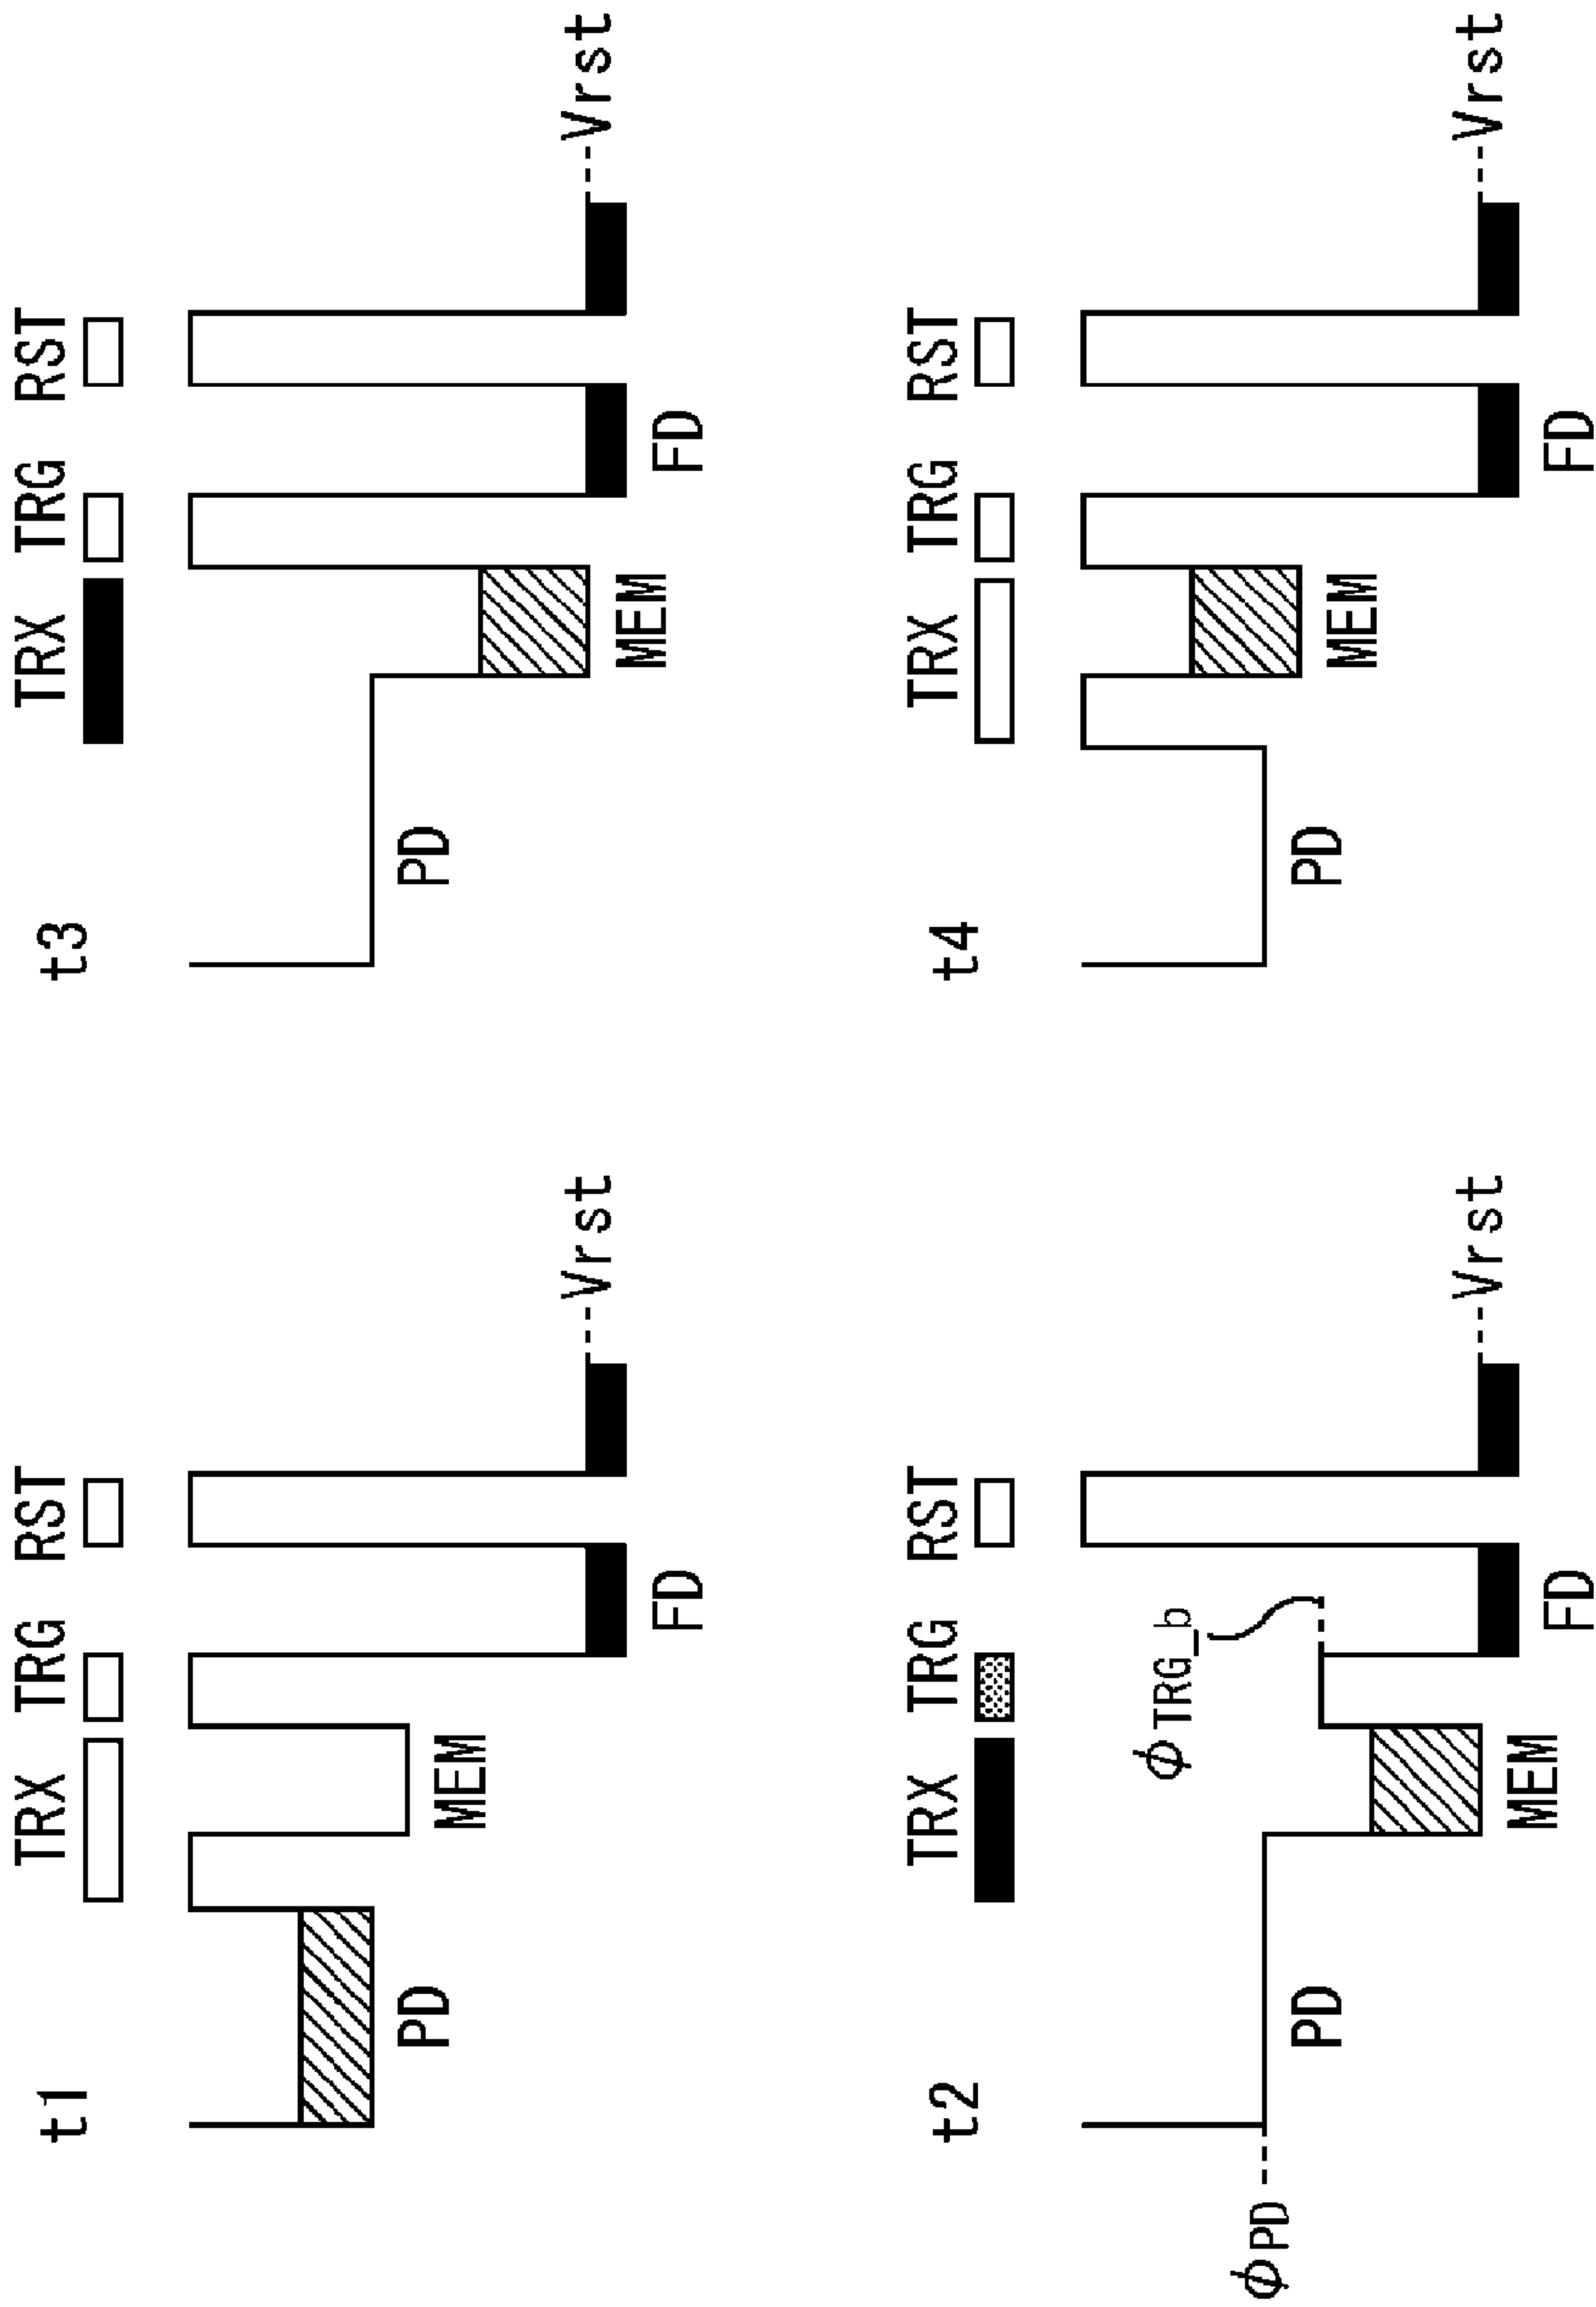 t1
TRX TRG RST
PD
MEM
FD
Vrst
t2
TRX TRG RST
ϕPD
PD
MEM
ϕTRG_b
FD
Vrst
t3
TRX TRG RST
PD
MEM
FD
Vrst
t4
TRX TRG RST
PD
MEM
FD
Vrst